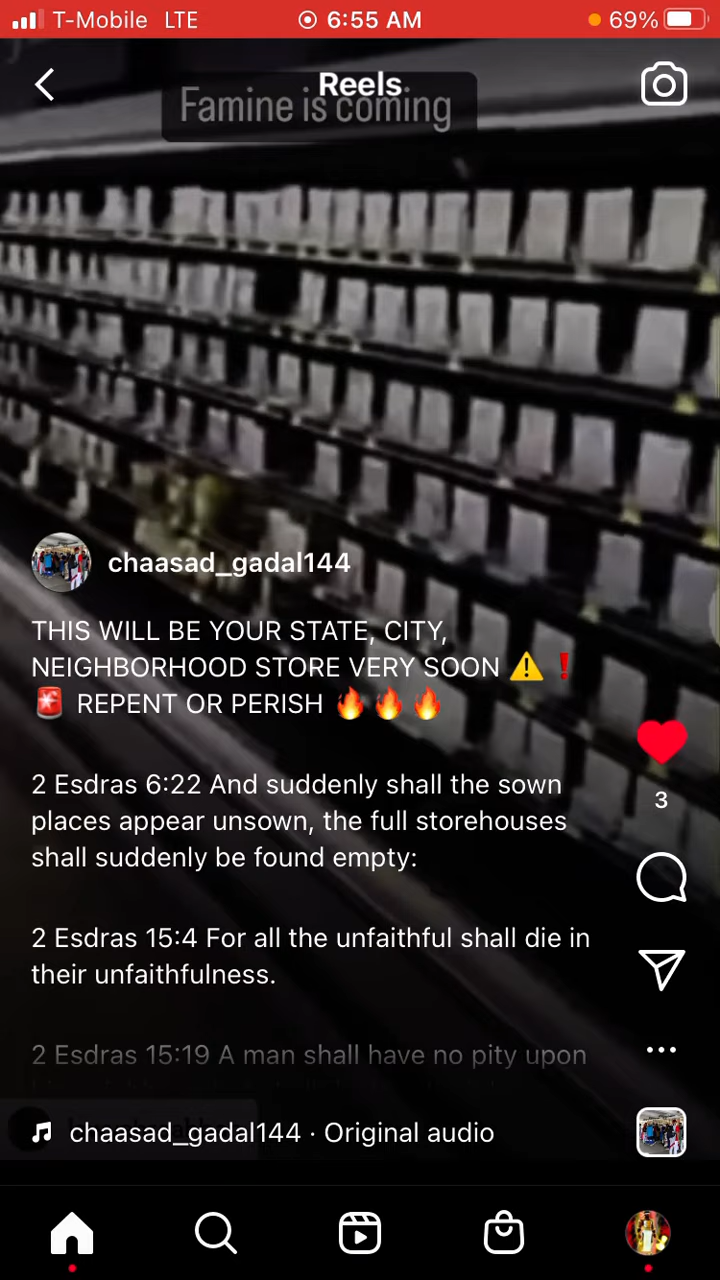 T-Mobile LTE 6:55 AM 69%
Reels
Famine is coming
chaasad_gadal144
THIS WILL BE YOUR STATE, CITY,
NEIGHBORHOOD STORE VERY SOON ⚠️❗
🚨 REPENT OR PERISH 🔥🔥🔥
2 Esdras 6:22 And suddenly shall the sown
places appear unsown, the full storehouses
shall suddenly be found empty:
2 Esdras 15:4 For all the unfaithful shall die in
their unfaithfulness.
2 Esdras 15:19 A man shall have no pity upon
3
chaasad_gadal144 · Original audio